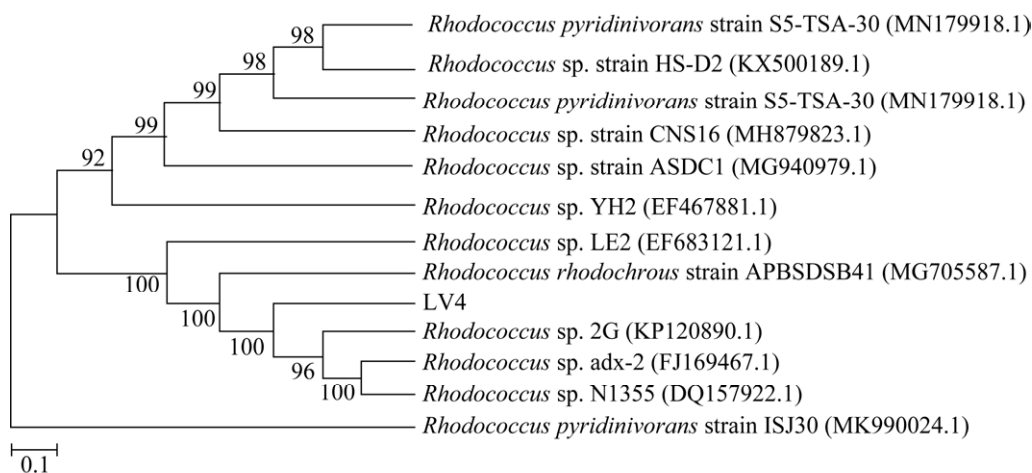 Rhodococcus pyridinivorans strain S5-TSA-30 (MN179918.1)
98
Rhodococcus sp. strain HS-D2 (KX500189.1)
98
Rhodococcus pyridinivorans strain S5-TSA-30 (MN179918.1)
99
Rhodococcus sp. strain CNS16 (MH879823.1)
99
Rhodococcus sp. strain ASDC1 (MG940979.1)
92
Rhodococcus sp. YH2 (EF467881.1)
Rhodococcus sp. LE2 (EF683121.1)
100
Rhodococcus rhodochrous strain APBSDSB41 (MG705587.1)
100
LV4
100
Rhodococcus sp. 2G (KP120890.1)
96
Rhodococcus sp. adx-2 (FJ169467.1)
100
Rhodococcus sp. N1355 (DQ157922.1)
Rhodococcus pyridinivorans strain ISJ30 (MK990024.1)
0.1